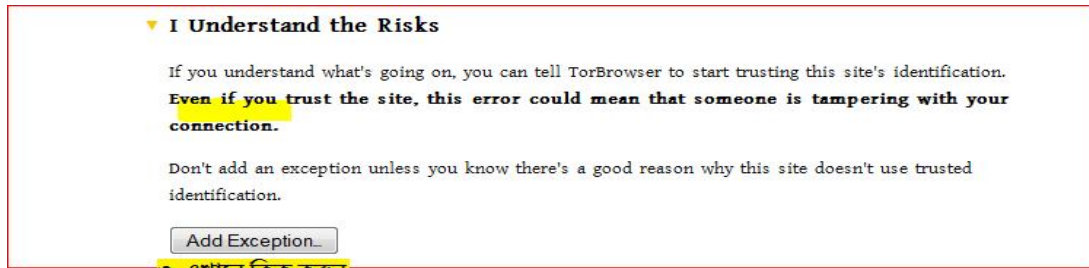 I Understand the Risks
If you understand what's going on, you can tell TorBrowser to start trusting this site's identification.
Even if you trust the site, this error could mean that someone is tampering with your
connection.
Don't add an exception unless you know there's a good reason why this site doesn't use trusted
identification.
Add Exception...